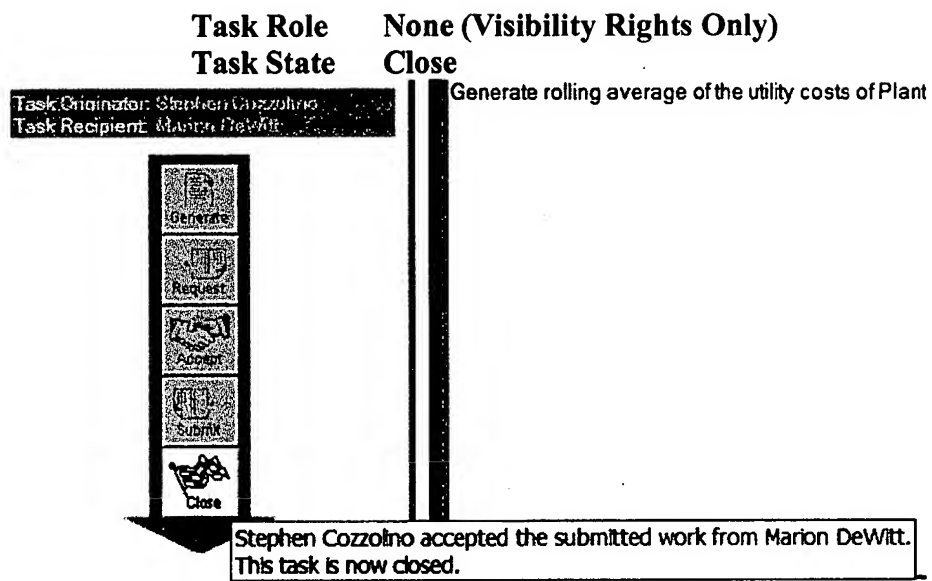 Task Role None (Visibility Rights Only)
Task State Close
Task Originator: Stephen Cozzolino
Task Recipient: Marion DeWitt
Generate rolling average of the utility costs of Plant
Generate
Request
Accept
Submit
Close
Stephen Cozzolino accepted the submitted work from Marion DeWitt.
This task is now closed.